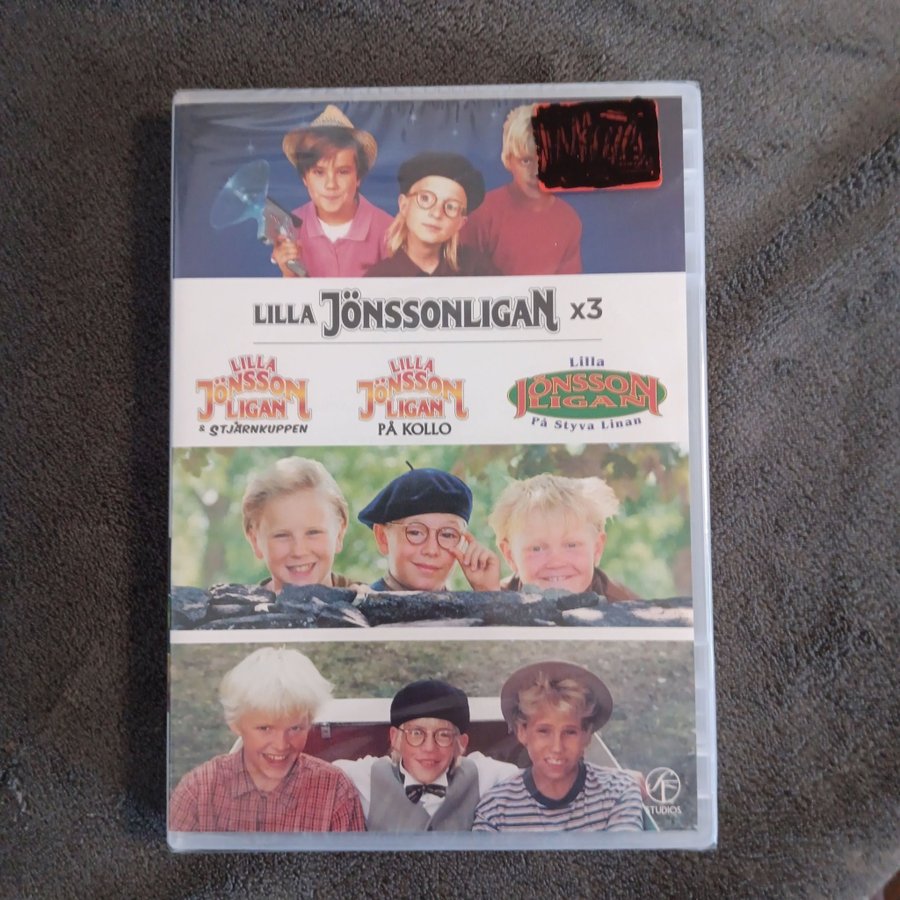 LILLA JÖNSSONLIGAN x3
LILLA
JÖNSSON
LIGAN
& STJÄRNKUPPEN
LILLA
JÖNSSON
LIGAN
PÅ KOLLO
Lilla
JÖNSSON
LIGAN
På Styva Linan
SF
STUDIOS